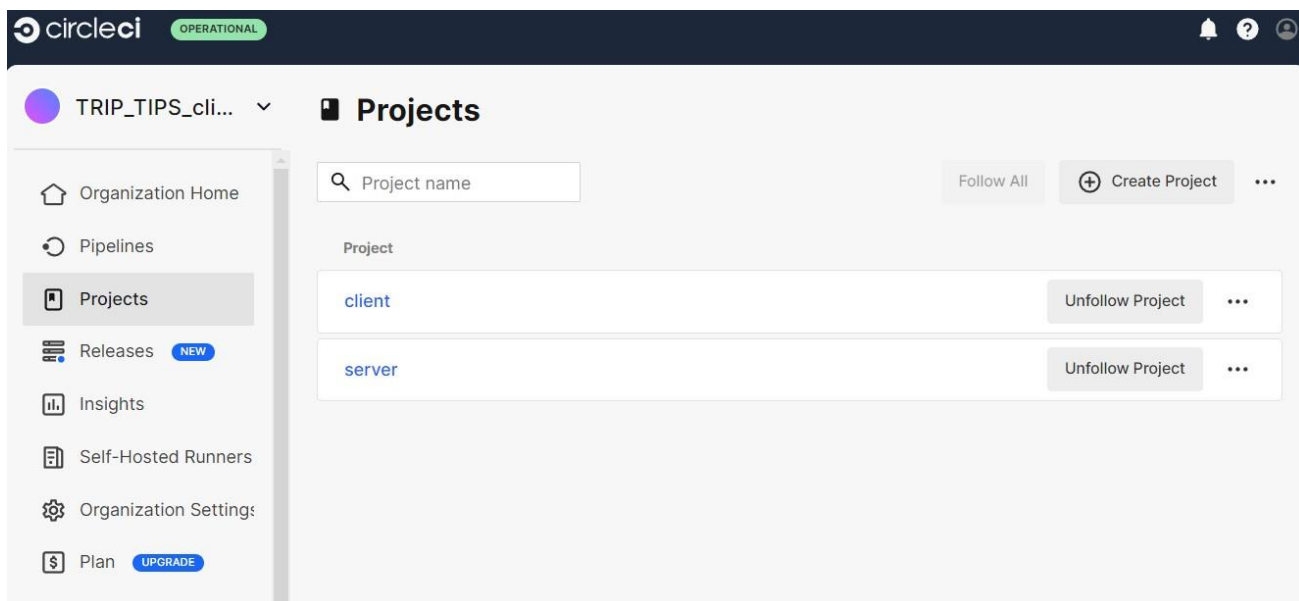 circleci OPERATIONAL
TRIP_TIPS_cli...
Projects
Project name
Follow All
Create Project
Organization Home
Pipelines
Projects
Releases NEW
Insights
Self-Hosted Runners
Organization Settings
Plan UPGRADE
Project
client Unfollow Project
server Unfollow Project